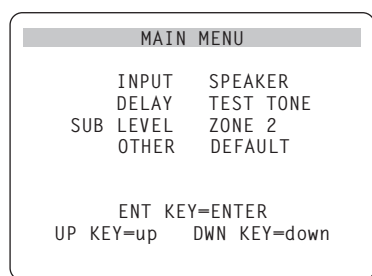 MAIN MENU
INPUT SPEAKER
DELAY TEST TONE
SUB LEVEL ZONE 2
OTHER DEFAULT
ENT KEY=ENTER
UP KEY=up DWN KEY=down